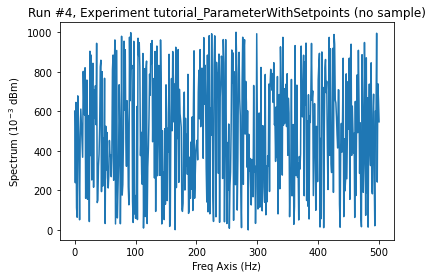 Run #4, Experiment tutorial_ParameterWithSetpoints (no sample)
1000
800
600
400
200
0
Spectrum (10⁻³ dBm)
0 100 200 300 400 500
Freq Axis (Hz)